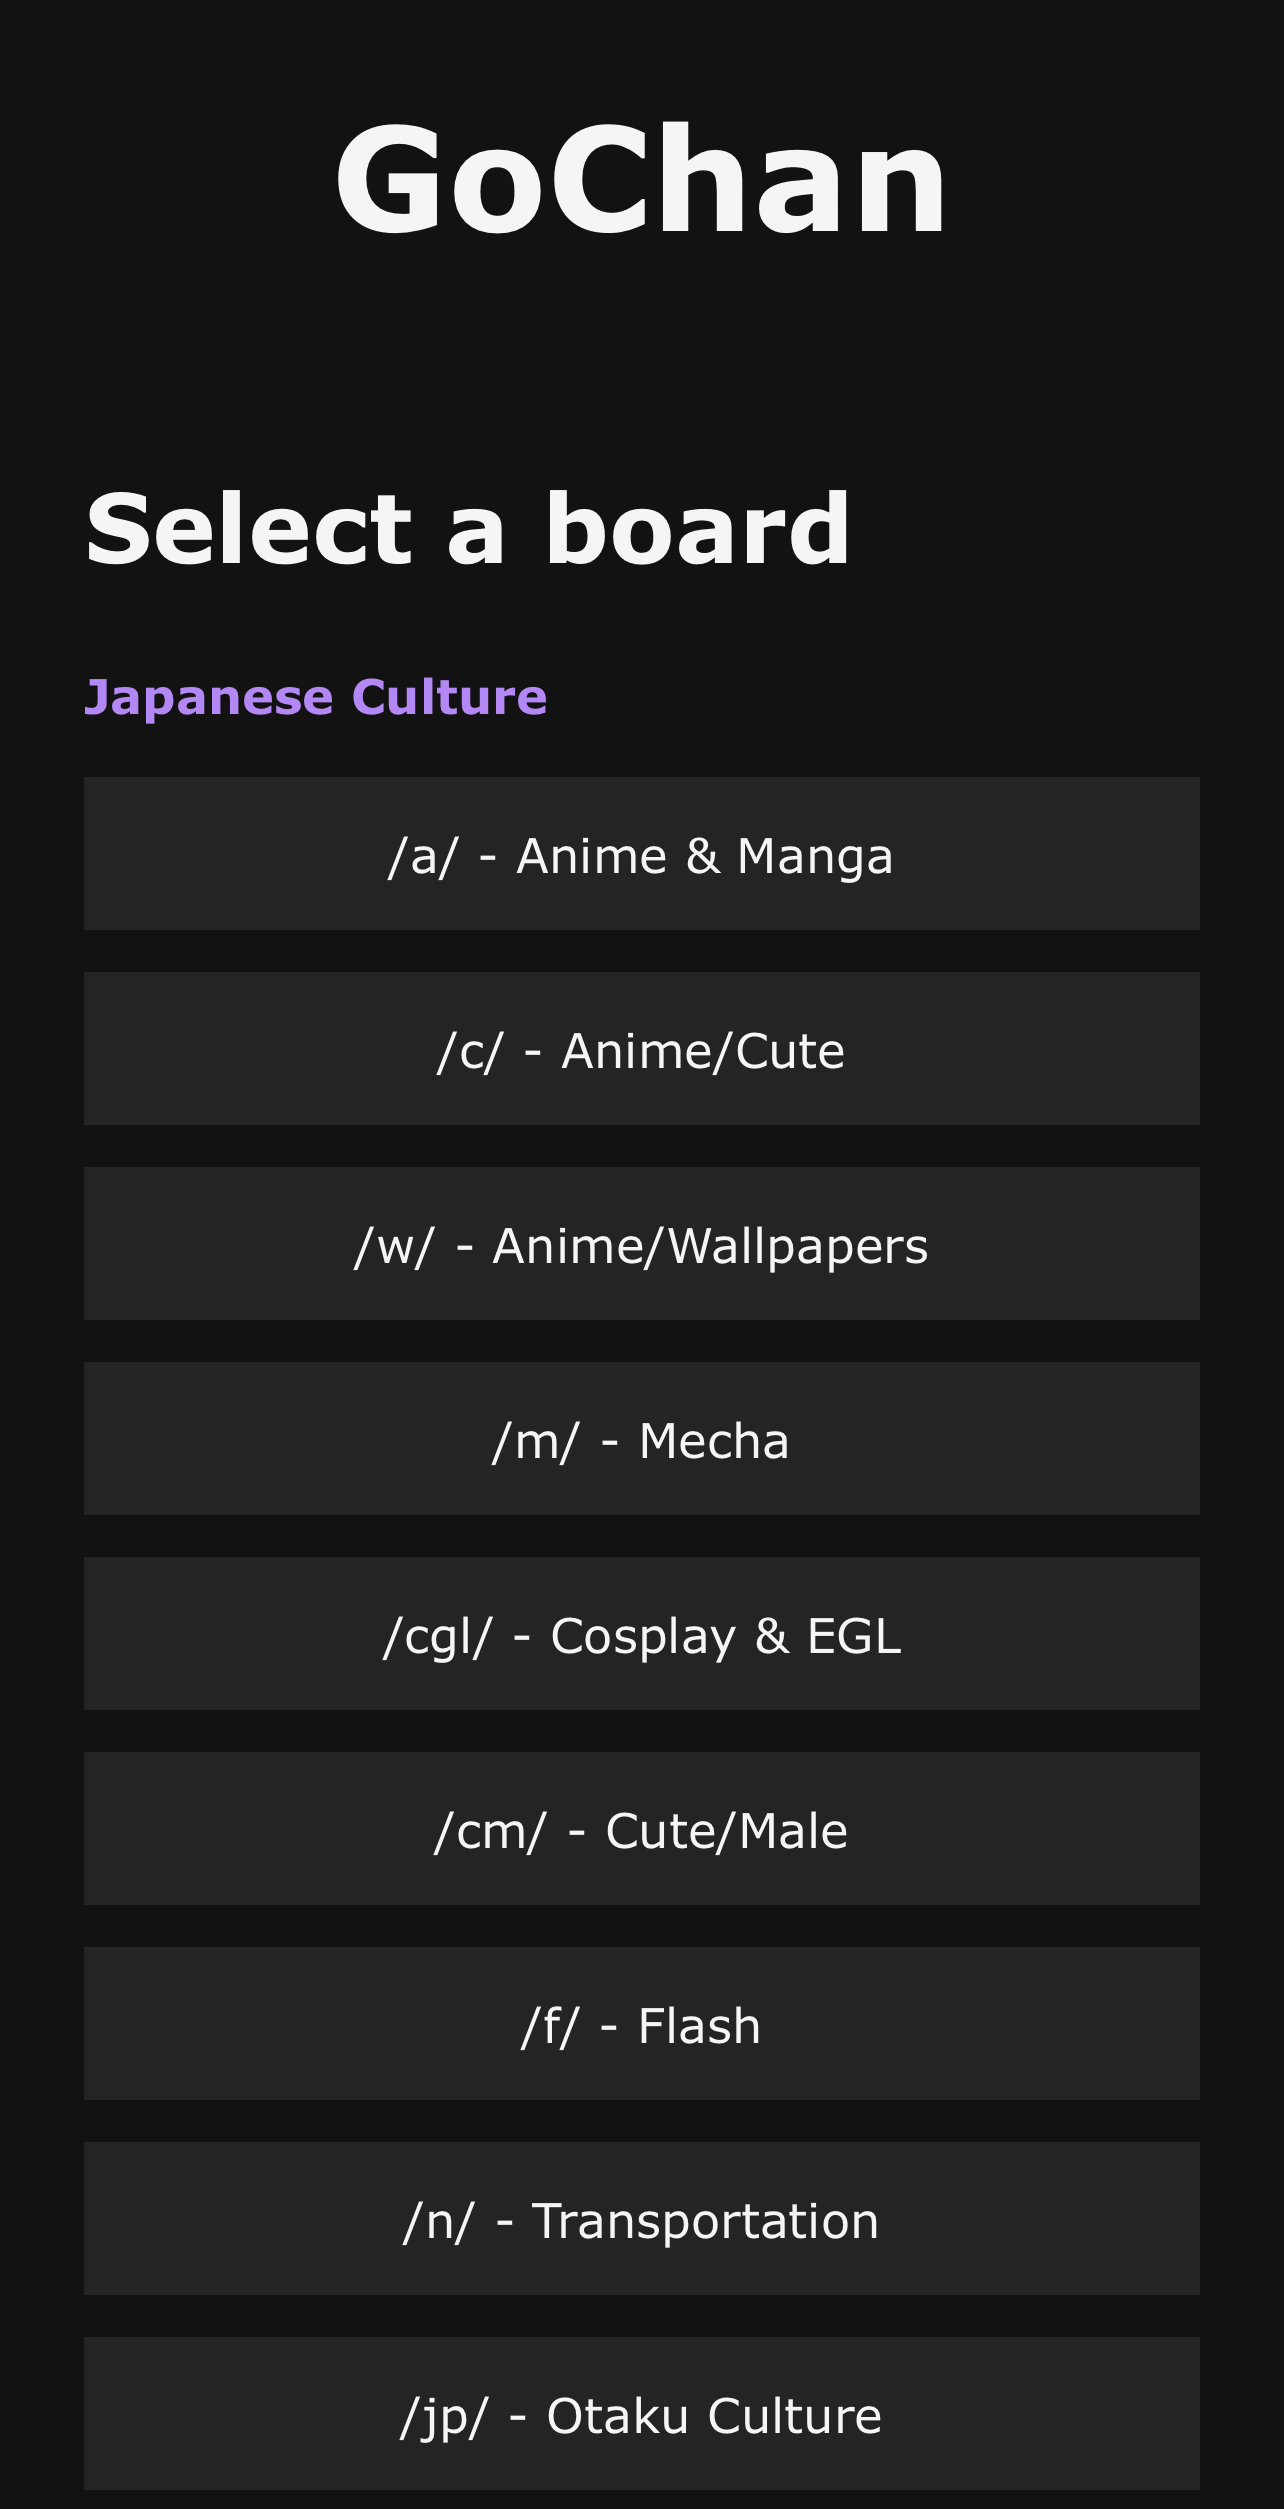 GoChan
Select a board
Japanese Culture
/a/ - Anime & Manga
/c/ - Anime/Cute
/w/ - Anime/Wallpapers
/m/ - Mecha
/cgl/ - Cosplay & EGL
/cm/ - Cute/Male
/f/ - Flash
/n/ - Transportation
/jp/ - Otaku Culture